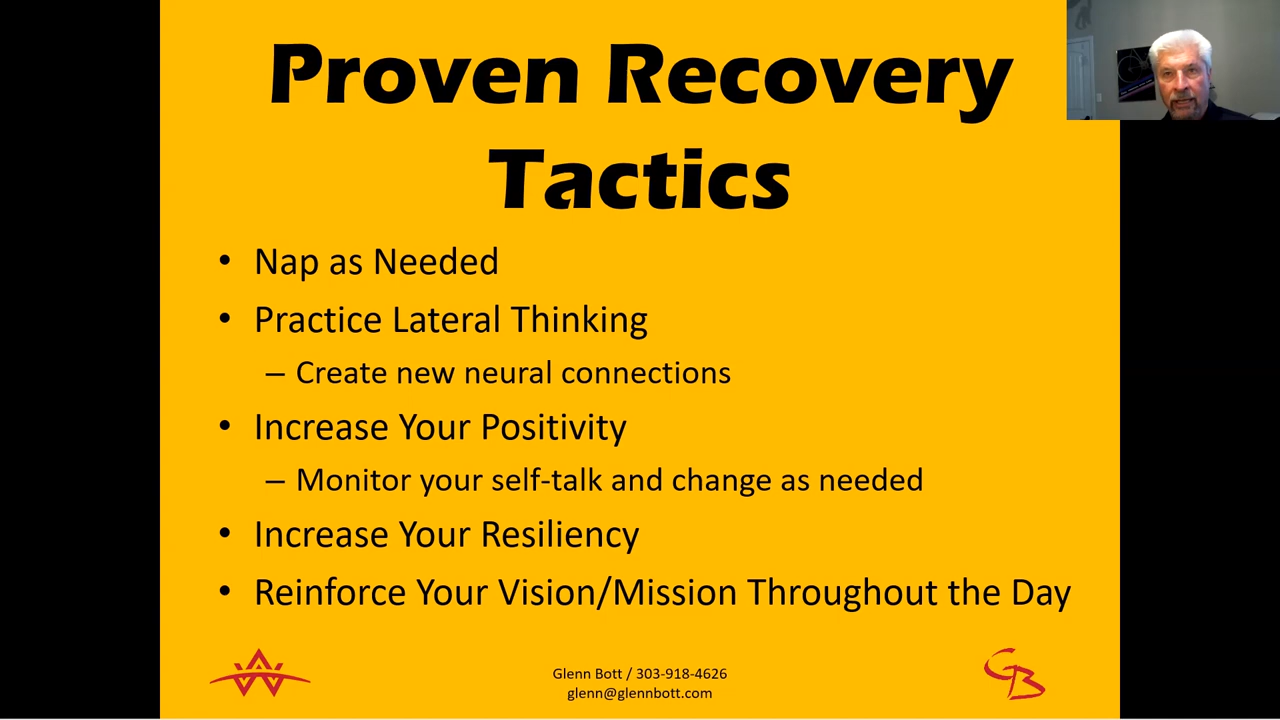 Proven Recovery
Tactics
• Nap as Needed
• Practice Lateral Thinking
– Create new neural connections
• Increase Your Positivity
– Monitor your self-talk and change as needed
• Increase Your Resiliency
• Reinforce Your Vision/Mission Throughout the Day
Glenn Bott / 303-918-4626
glenn@glennbott.com
GB